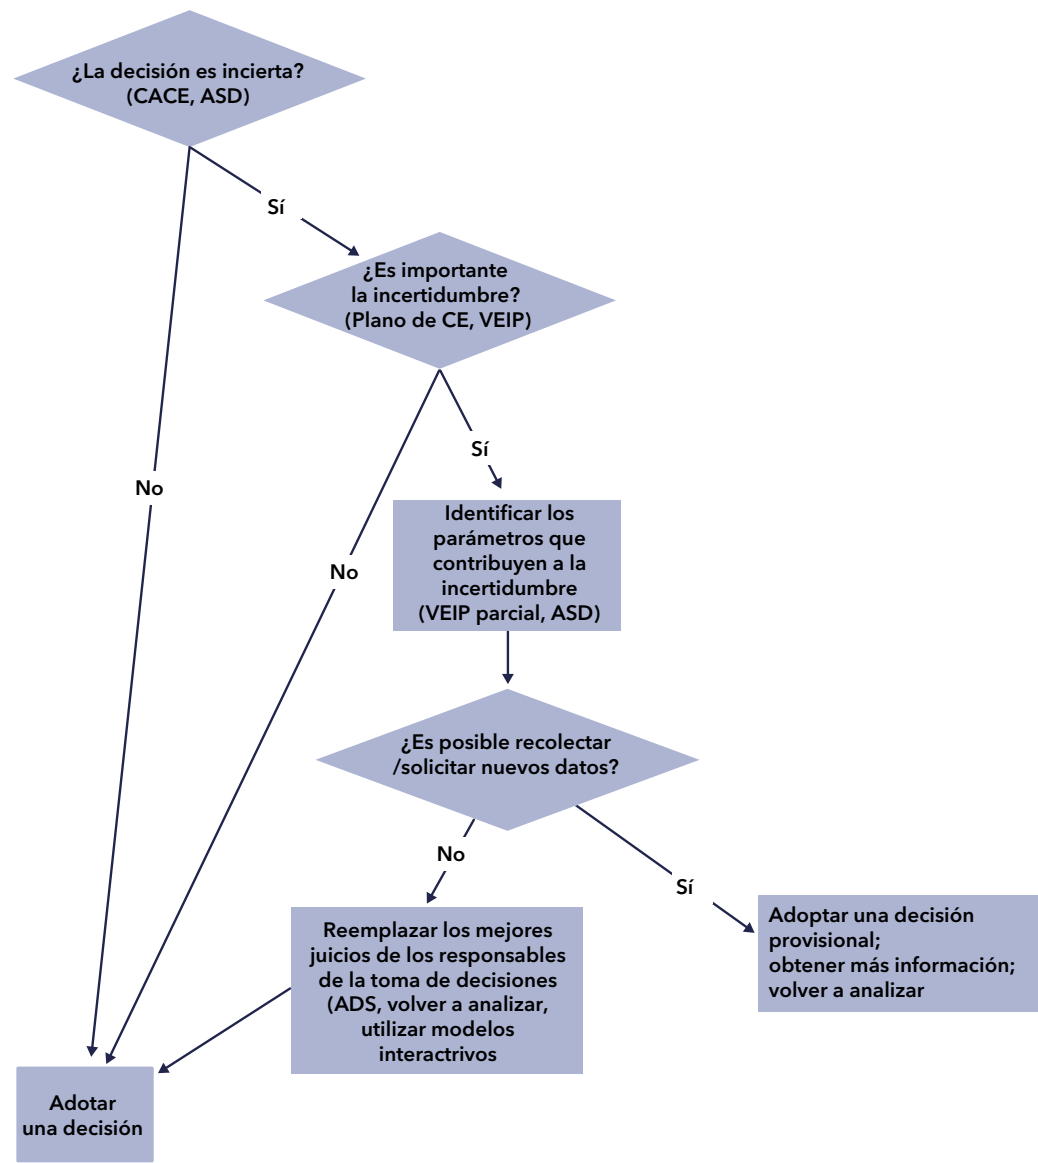 ¿La decisión es incierta?
(CACE, ASD)
Sí
¿Es importante
la incertidumbre?
(Plano de CE, VEIP)
Sí
No
Identificar los
parámetros que
contribuyen a la
incertidumbre
(VEIP parcial, ASD)
No
¿Es posible recolectar
/solicitar nuevos datos?
No
Sí
Reemplazar los mejores
juicios de los responsables
de la toma de decisiones
(ADS, volver a analizar,
utilizar modelos
interactrivos
Adoptar una decisión
provisional;
obtener más información;
volver a analizar
Adotar
una decisión